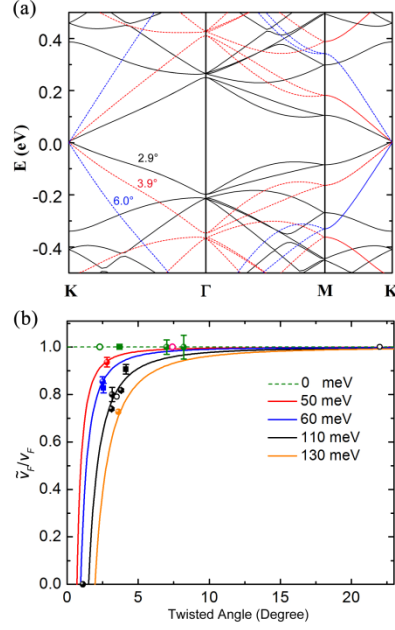 (a)
0.4
0.2
0.0
-0.2
-0.4
E (eV)
2.9°
3.9°
6.0°
K Γ M K
(b)
1.0
0.8
0.6
0.4
0.2
0.0
ṽF/vF
0 meV
50 meV
60 meV
110 meV
130 meV
0 5 10 15 20
Twisted Angle (Degree)